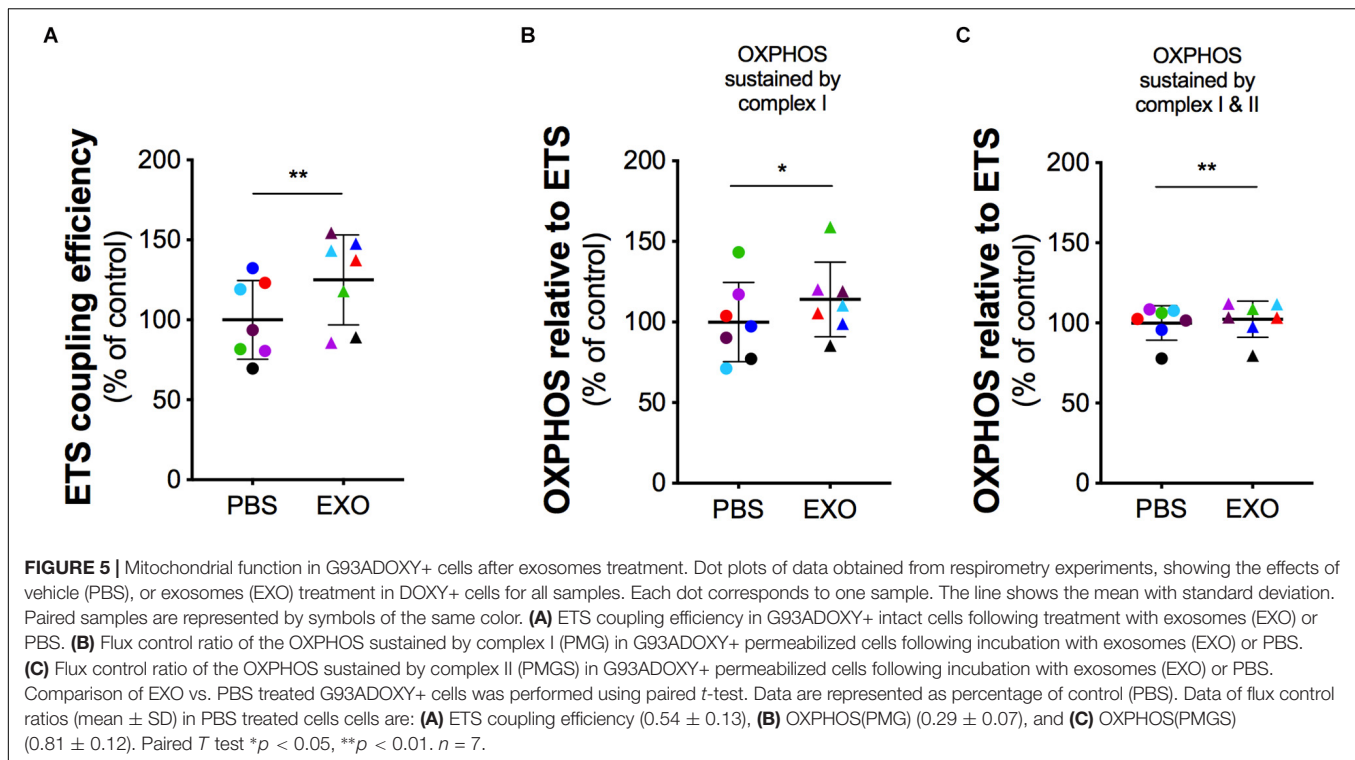 A
ETS coupling efficiency
(% of control)
200
150
100
50
0
**
PBS
EXO
B
OXPHOS
sustained by
complex I
OXPHOS relative to ETS
(% of control)
200
150
100
50
0
*
PBS
EXO
C
OXPHOS
sustained by
complex I & II
OXPHOS relative to ETS
(% of control)
200
150
100
50
0
**
PBS
EXO
FIGURE 5 | Mitochondrial function in G93ADOXY+ cells after exosomes treatment. Dot plots of data obtained from respirometry experiments, showing the effects of
vehicle (PBS), or exosomes (EXO) treatment in DOXY+ cells for all samples. Each dot corresponds to one sample. The line shows the mean with standard deviation.
Paired samples are represented by symbols of the same color. (A) ETS coupling efficiency in G93ADOXY+ intact cells following treatment with exosomes (EXO) or
PBS. (B) Flux control ratio of the OXPHOS sustained by complex I (PMG) in G93ADOXY+ permeabilized cells following incubation with exosomes (EXO) or PBS.
(C) Flux control ratio of the OXPHOS sustained by complex II (PMGS) in G93ADOXY+ permeabilized cells following incubation with exosomes (EXO) or PBS.
Comparison of EXO vs. PBS treated G93ADOXY+ cells was performed using paired t-test. Data are represented as percentage of control (PBS). Data of flux control
ratios (mean ± SD) in PBS treated cells cells are: (A) ETS coupling efficiency (0.54 ± 0.13), (B) OXPHOS(PMG) (0.29 ± 0.07), and (C) OXPHOS(PMGS)
(0.81 ± 0.12). Paired T test *p < 0.05, **p < 0.01. n = 7.